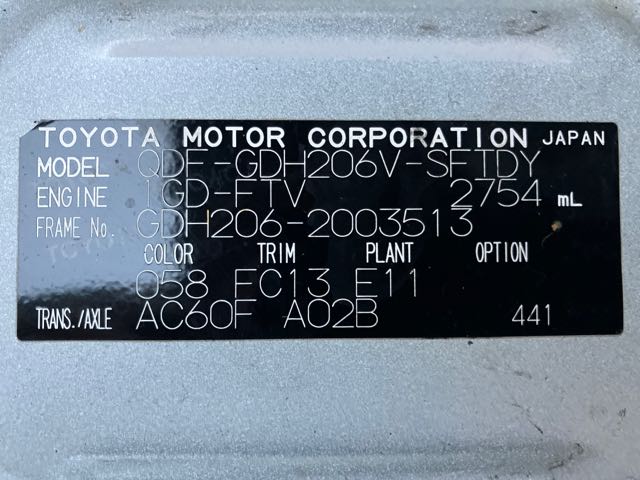 TOYOTA MOTOR CORPORATION JAPAN
MODEL QDF-GDH206V-SFTDY
ENGINE 1GD-FTV 2754 mL
FRAME No. GDH206-2003513
COLOR TRIM PLANT OPTION
058 FC13 E11
TRANS./AXLE AC60F A02B 441